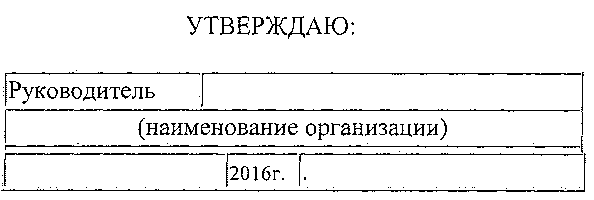 УТВЕРЖДАЮ:
Руководитель
(наименование организации)
2016г. .